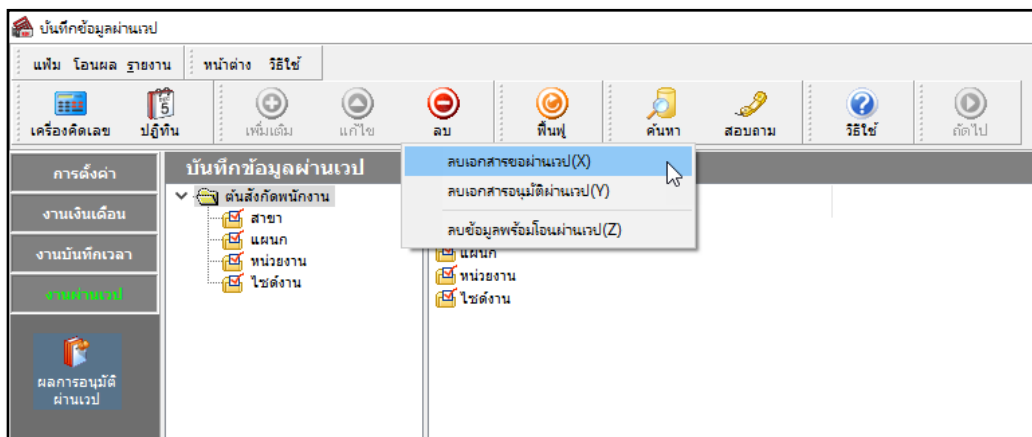 บันทึกข้อมูลผ่านเวป
แฟ้ม โอนผล รายงาน หน้าต่าง วิธีใช้
เครื่องคิดเลข ปฏิทิน เพิ่มเติม แก้ไข ลบ ฟื้นฟู ค้นหา สอบถาม วิธีใช้ ถัดไป
การตั้งค่า
งานเงินเดือน
งานบันทึกเวลา
งานผ่านเวป
ผลการอนุมัติ
ผ่านเวป
บันทึกข้อมูลผ่านเวป
ต้นสังกัดพนักงาน
สาขา
แผนก
หน่วยงาน
ไซด์งาน
ลบเอกสารขอผ่านเวป(X)
ลบเอกสารอนุมัติผ่านเวป(Y)
ลบข้อมูลพร้อมโอนผ่านเวป(Z)
แผนก
หน่วยงาน
ไซด์งาน